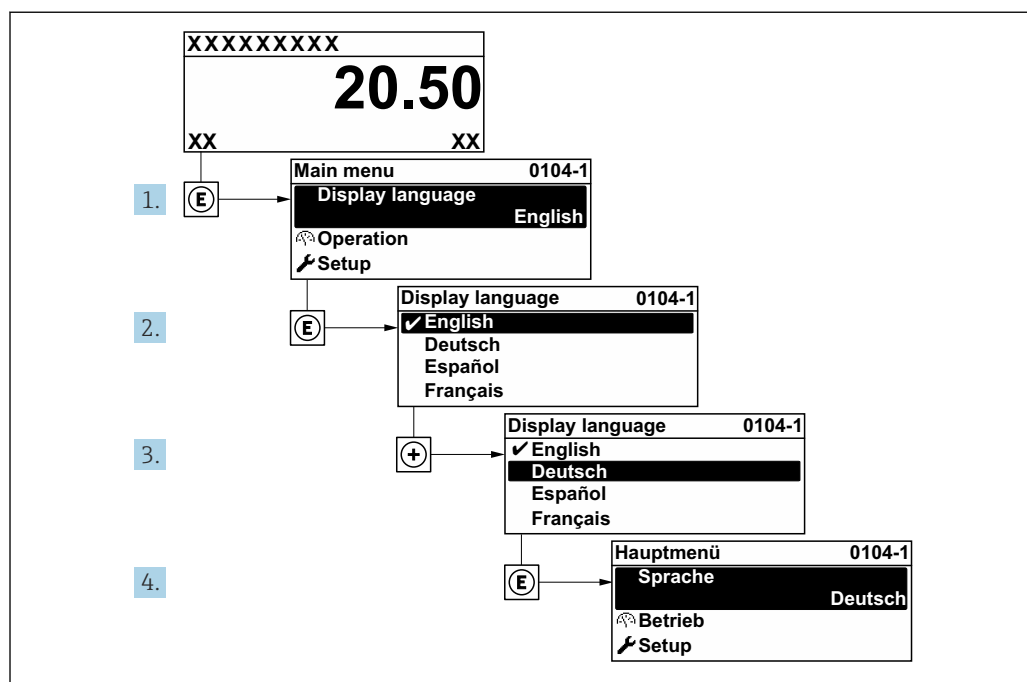 XXXXXXXXX
20.50
XX XX
Main menu 0104-1
1. E Display language
English
Operation
Setup
Display language 0104-1
2. E ✔ English
Deutsch
Español
Français
Display language 0104-1
3. + ✔ English
Deutsch
Español
Français
Hauptmenü 0104-1
4. E Sprache
Deutsch
Betrieb
Setup